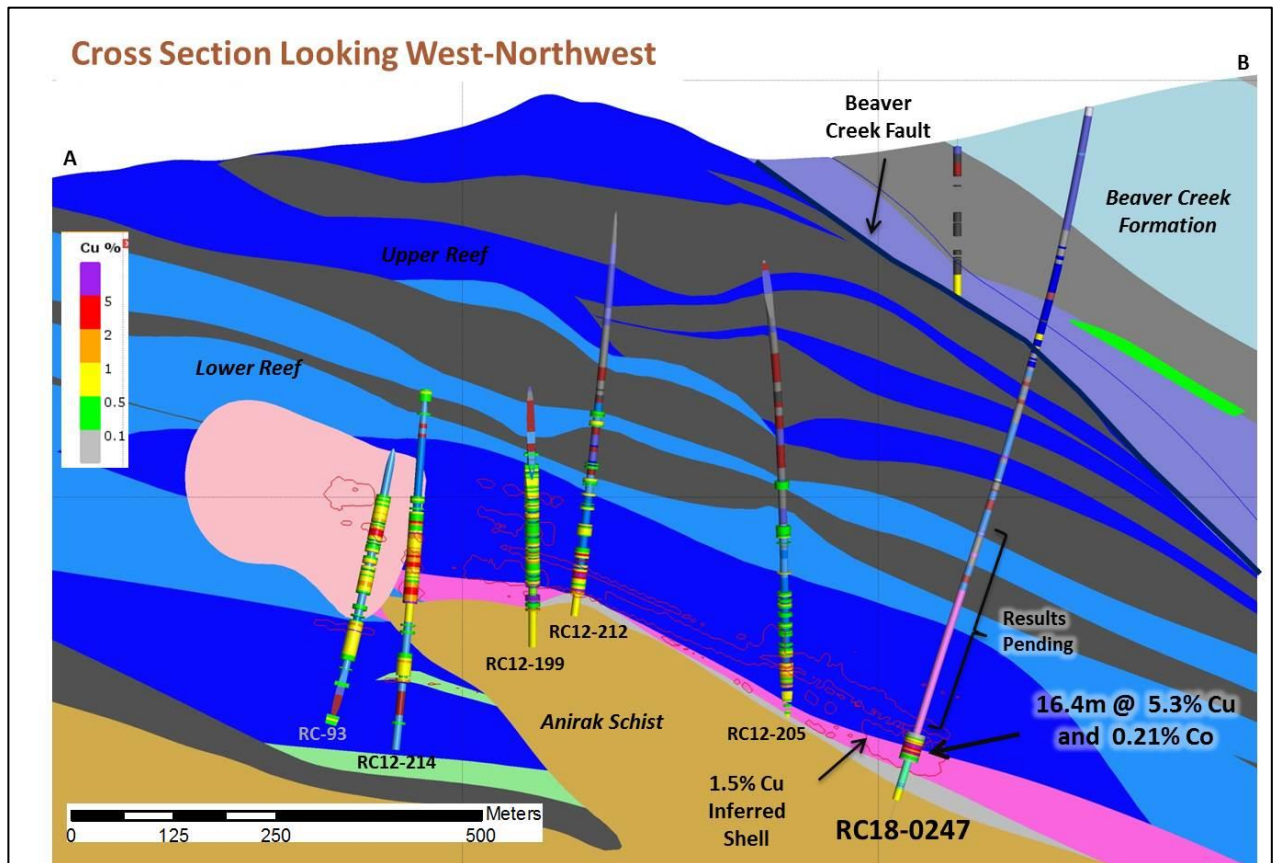 Cross Section Looking West-Northwest
B
Beaver
Creek Fault
A
Beaver Creek
Formation
Cu %
5
2
1
0.5
0.1
Upper Reef
Lower Reef
Results
Pending
RC12-212
RC12-199
16.4m @ 5.3% Cu
and 0.21% Co
RC-93
Anirak Schist
RC12-205
RC12-214
1.5% Cu
Inferred
Shell
RC18-0247
Meters
0 125 250 500